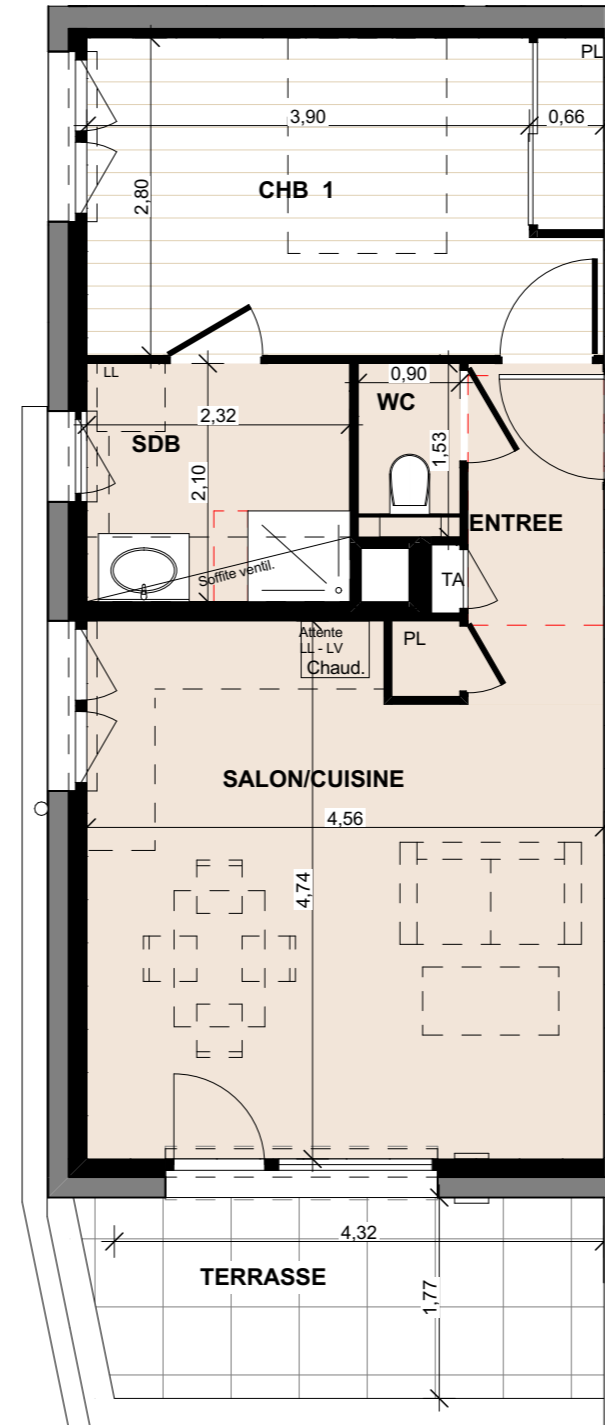 PL
3,90
0,66
CHB 1
2,80
LL
0,90
WC
2,32
SDB
1,53
2,10
ENTREE
Soffite ventil.
TA
Attente
LL - LV
Chaud.
PL
SALON/CUISINE
4,56
4,74
4,32
TERRASSE
1,77